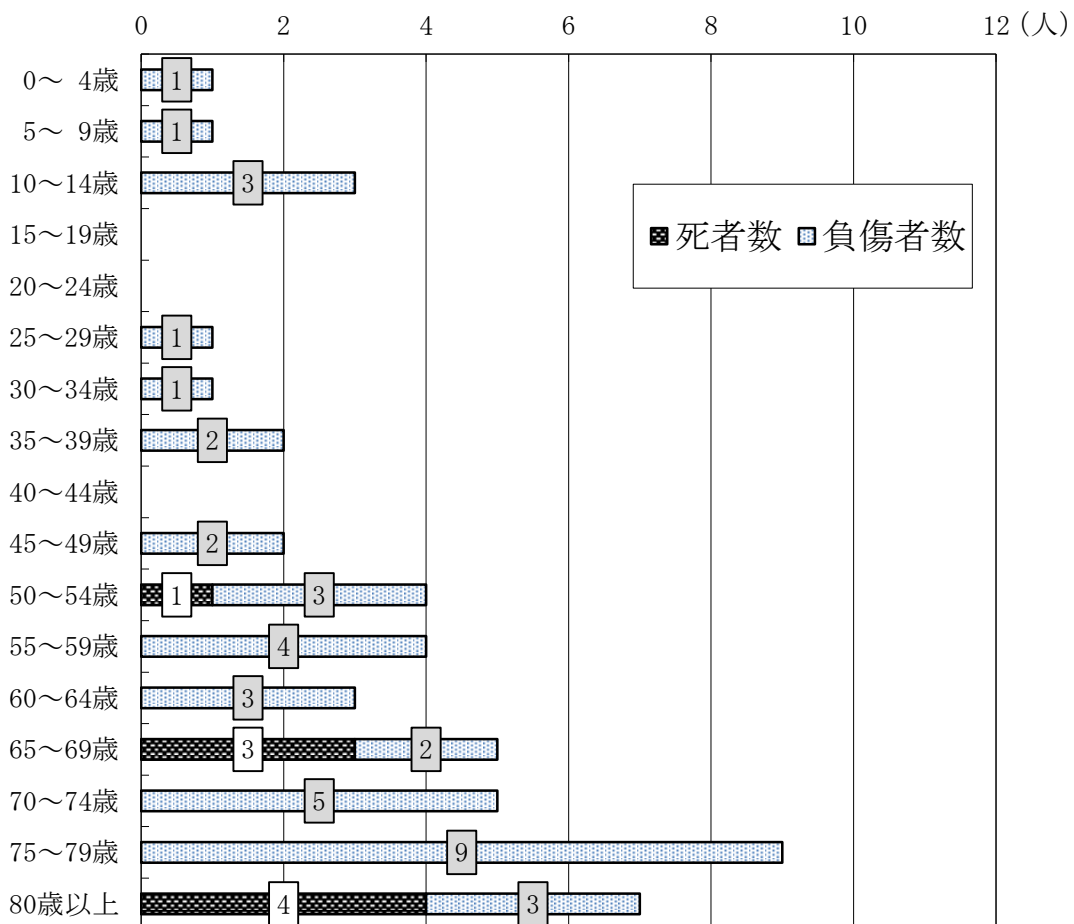 0 2 4 6 8 10 12 (人)
0～ 4歳 1
5～ 9歳 1
10～14歳 3
■死者数 □負傷者数
15～19歳
20～24歳
25～29歳 1
30～34歳 1
35～39歳 2
40～44歳
45～49歳 2
50～54歳 1 3
55～59歳 4
60～64歳 3
65～69歳 3 2
70～74歳 5
75～79歳 9
80歳以上 4 3